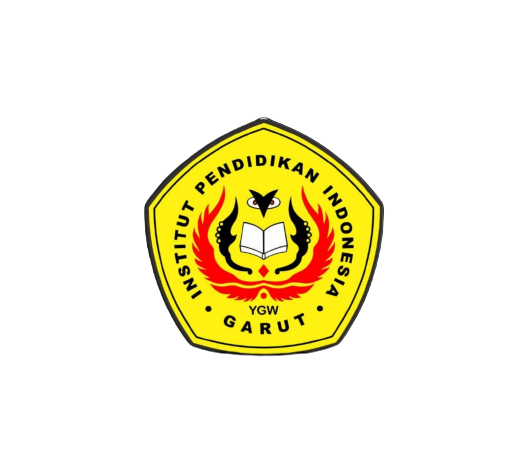 INSTITUT PENDIDIKAN INDONESIA
YGW
• GARUT •